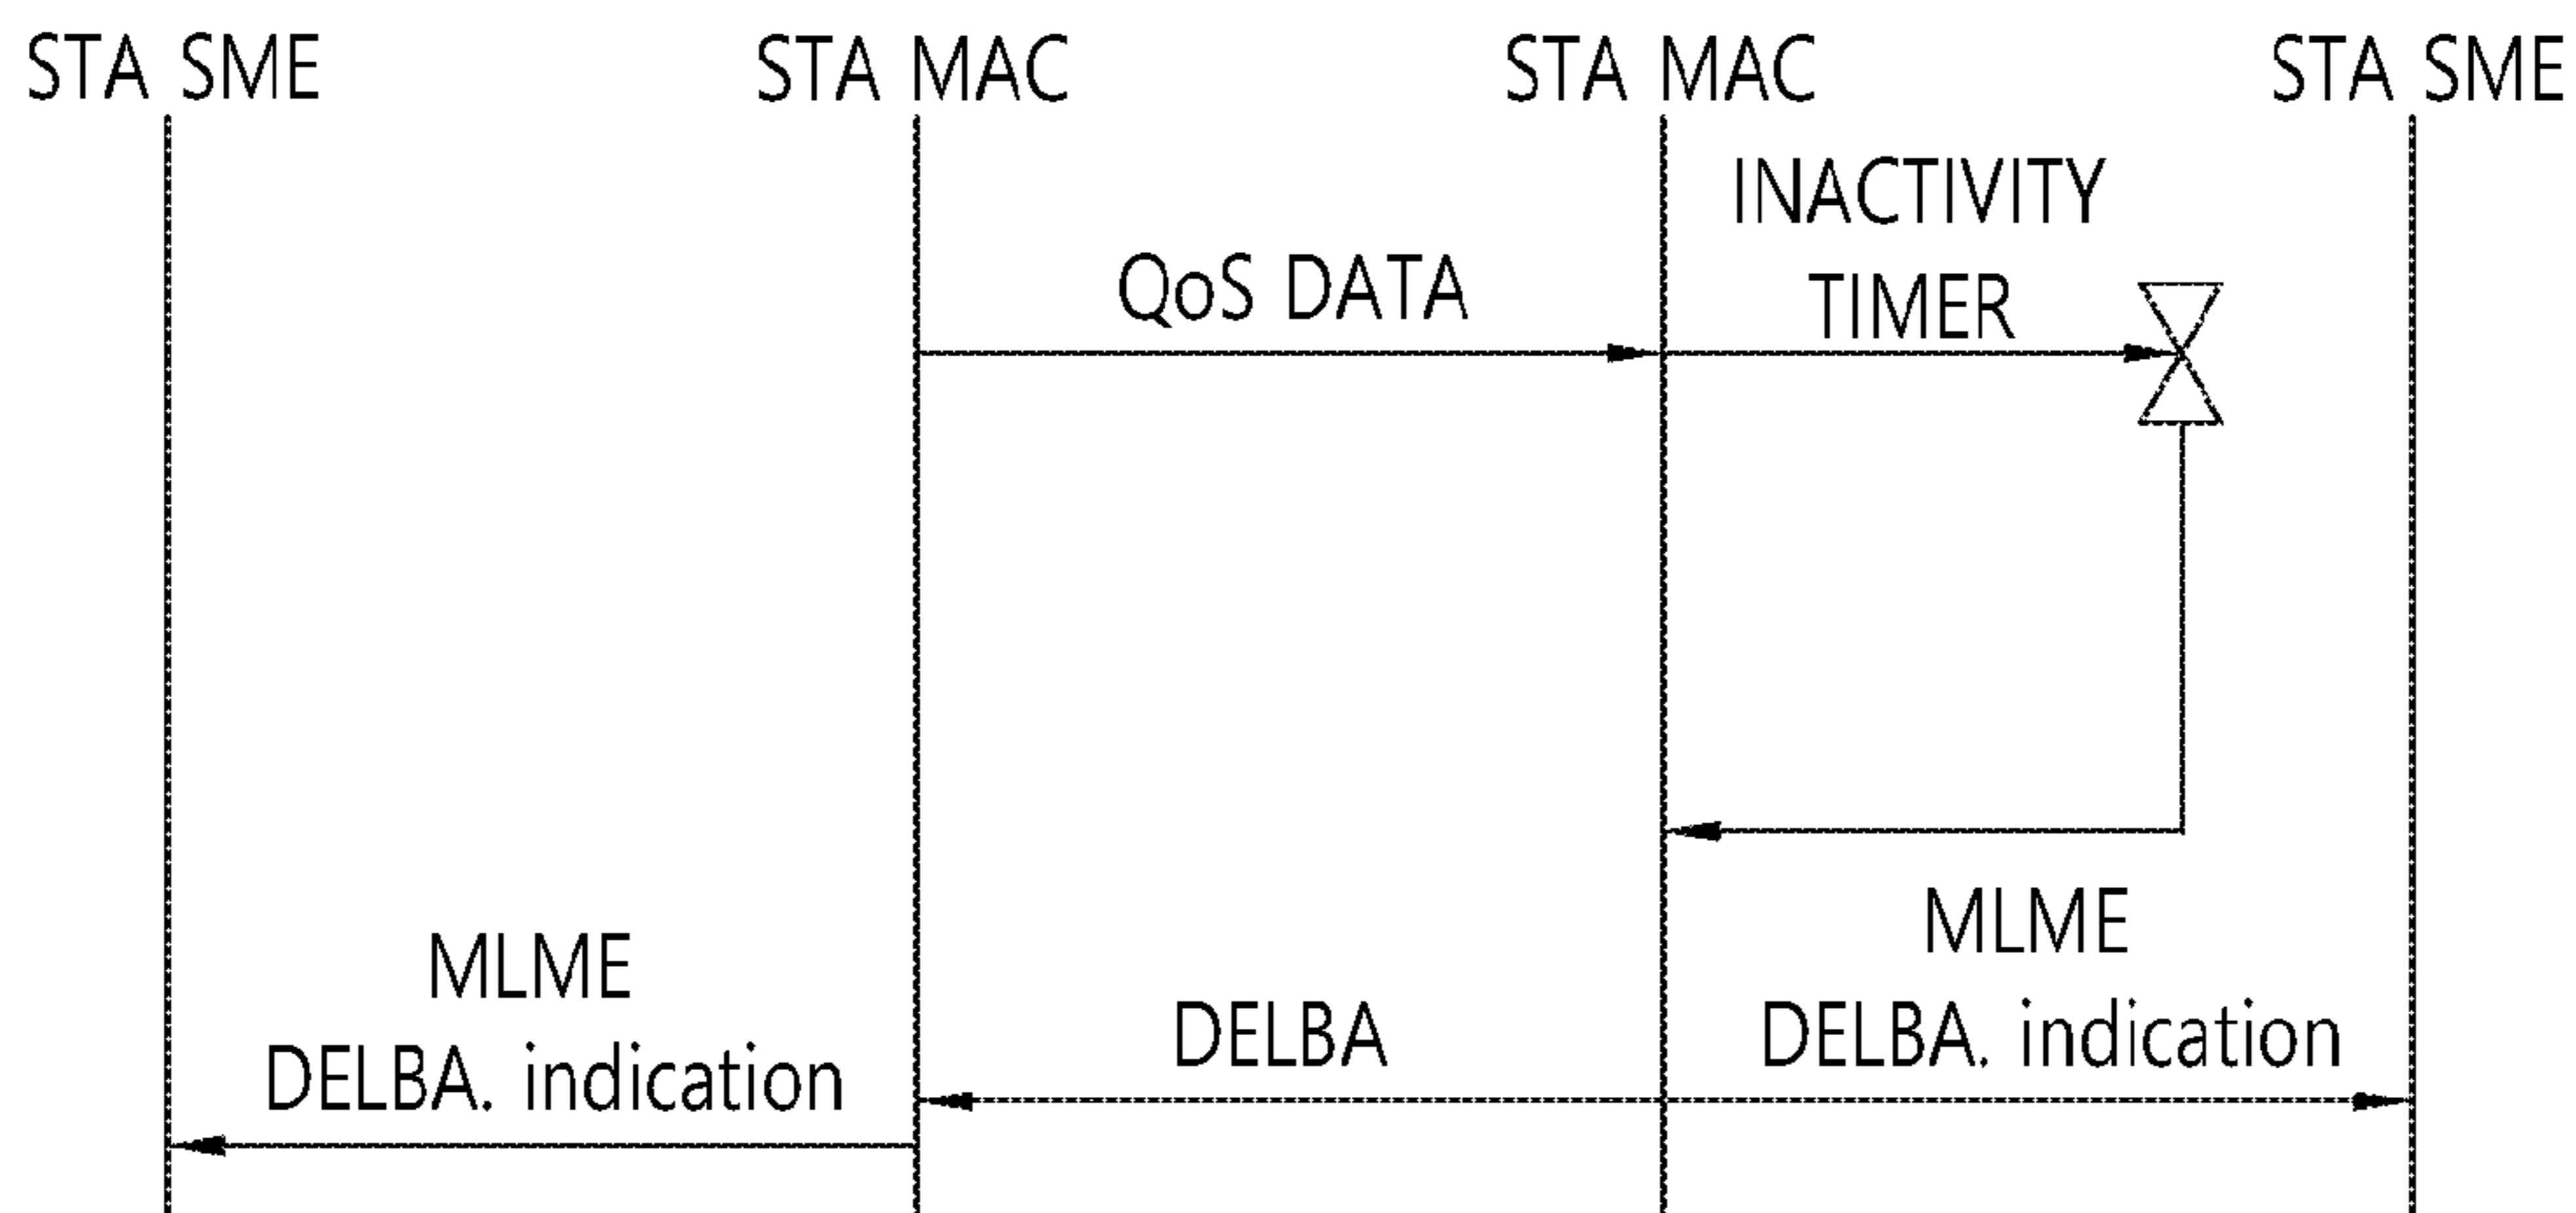 STA SME
STA MAC
STA MAC
STA SME
INACTIVITY
TIMER
QoS DATA
MLME
DELBA. indication
DELBA
MLME
DELBA. indication